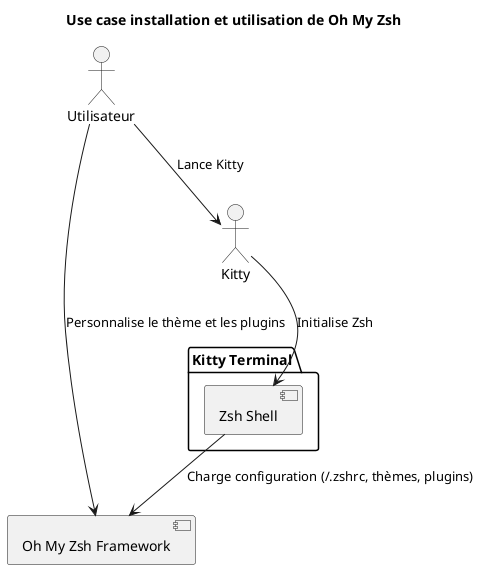 Use case installation et utilisation de Oh My Zsh
Utilisateur
Lance Kitty
Kitty
Personnalise le thème et les plugins
Initialise Zsh
Kitty Terminal
Zsh Shell
Charge configuration (/.zshrc, thèmes, plugins)
Oh My Zsh Framework